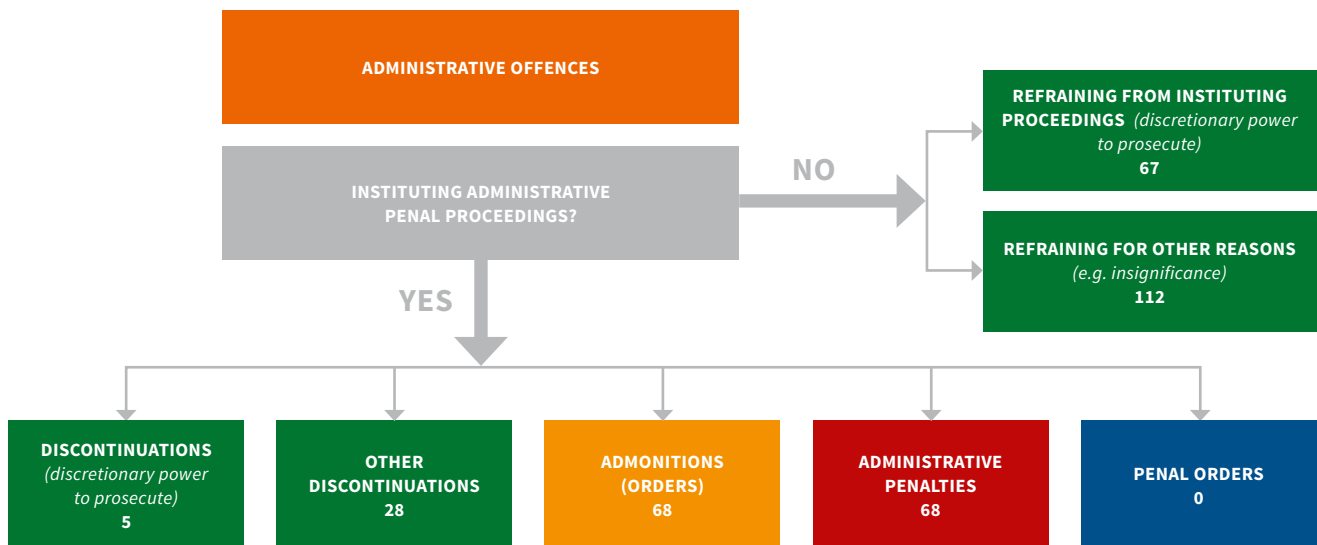 ADMINISTRATIVE OFFENCES
INSTITUTING ADMINISTRATIVE
PENAL PROCEEDINGS?
NO
REFRAINING FROM INSTITUTING
PROCEEDINGS (discretionary power
to prosecute)
67
REFRAINING FOR OTHER REASONS
(e.g. insignificance)
112
YES
DISCONTINUATIONS
(discretionary power
to prosecute)
5
OTHER
DISCONTINUATIONS
28
ADMONITIONS
(ORDERS)
68
ADMINISTRATIVE
PENALTIES
68
PENAL ORDERS
0